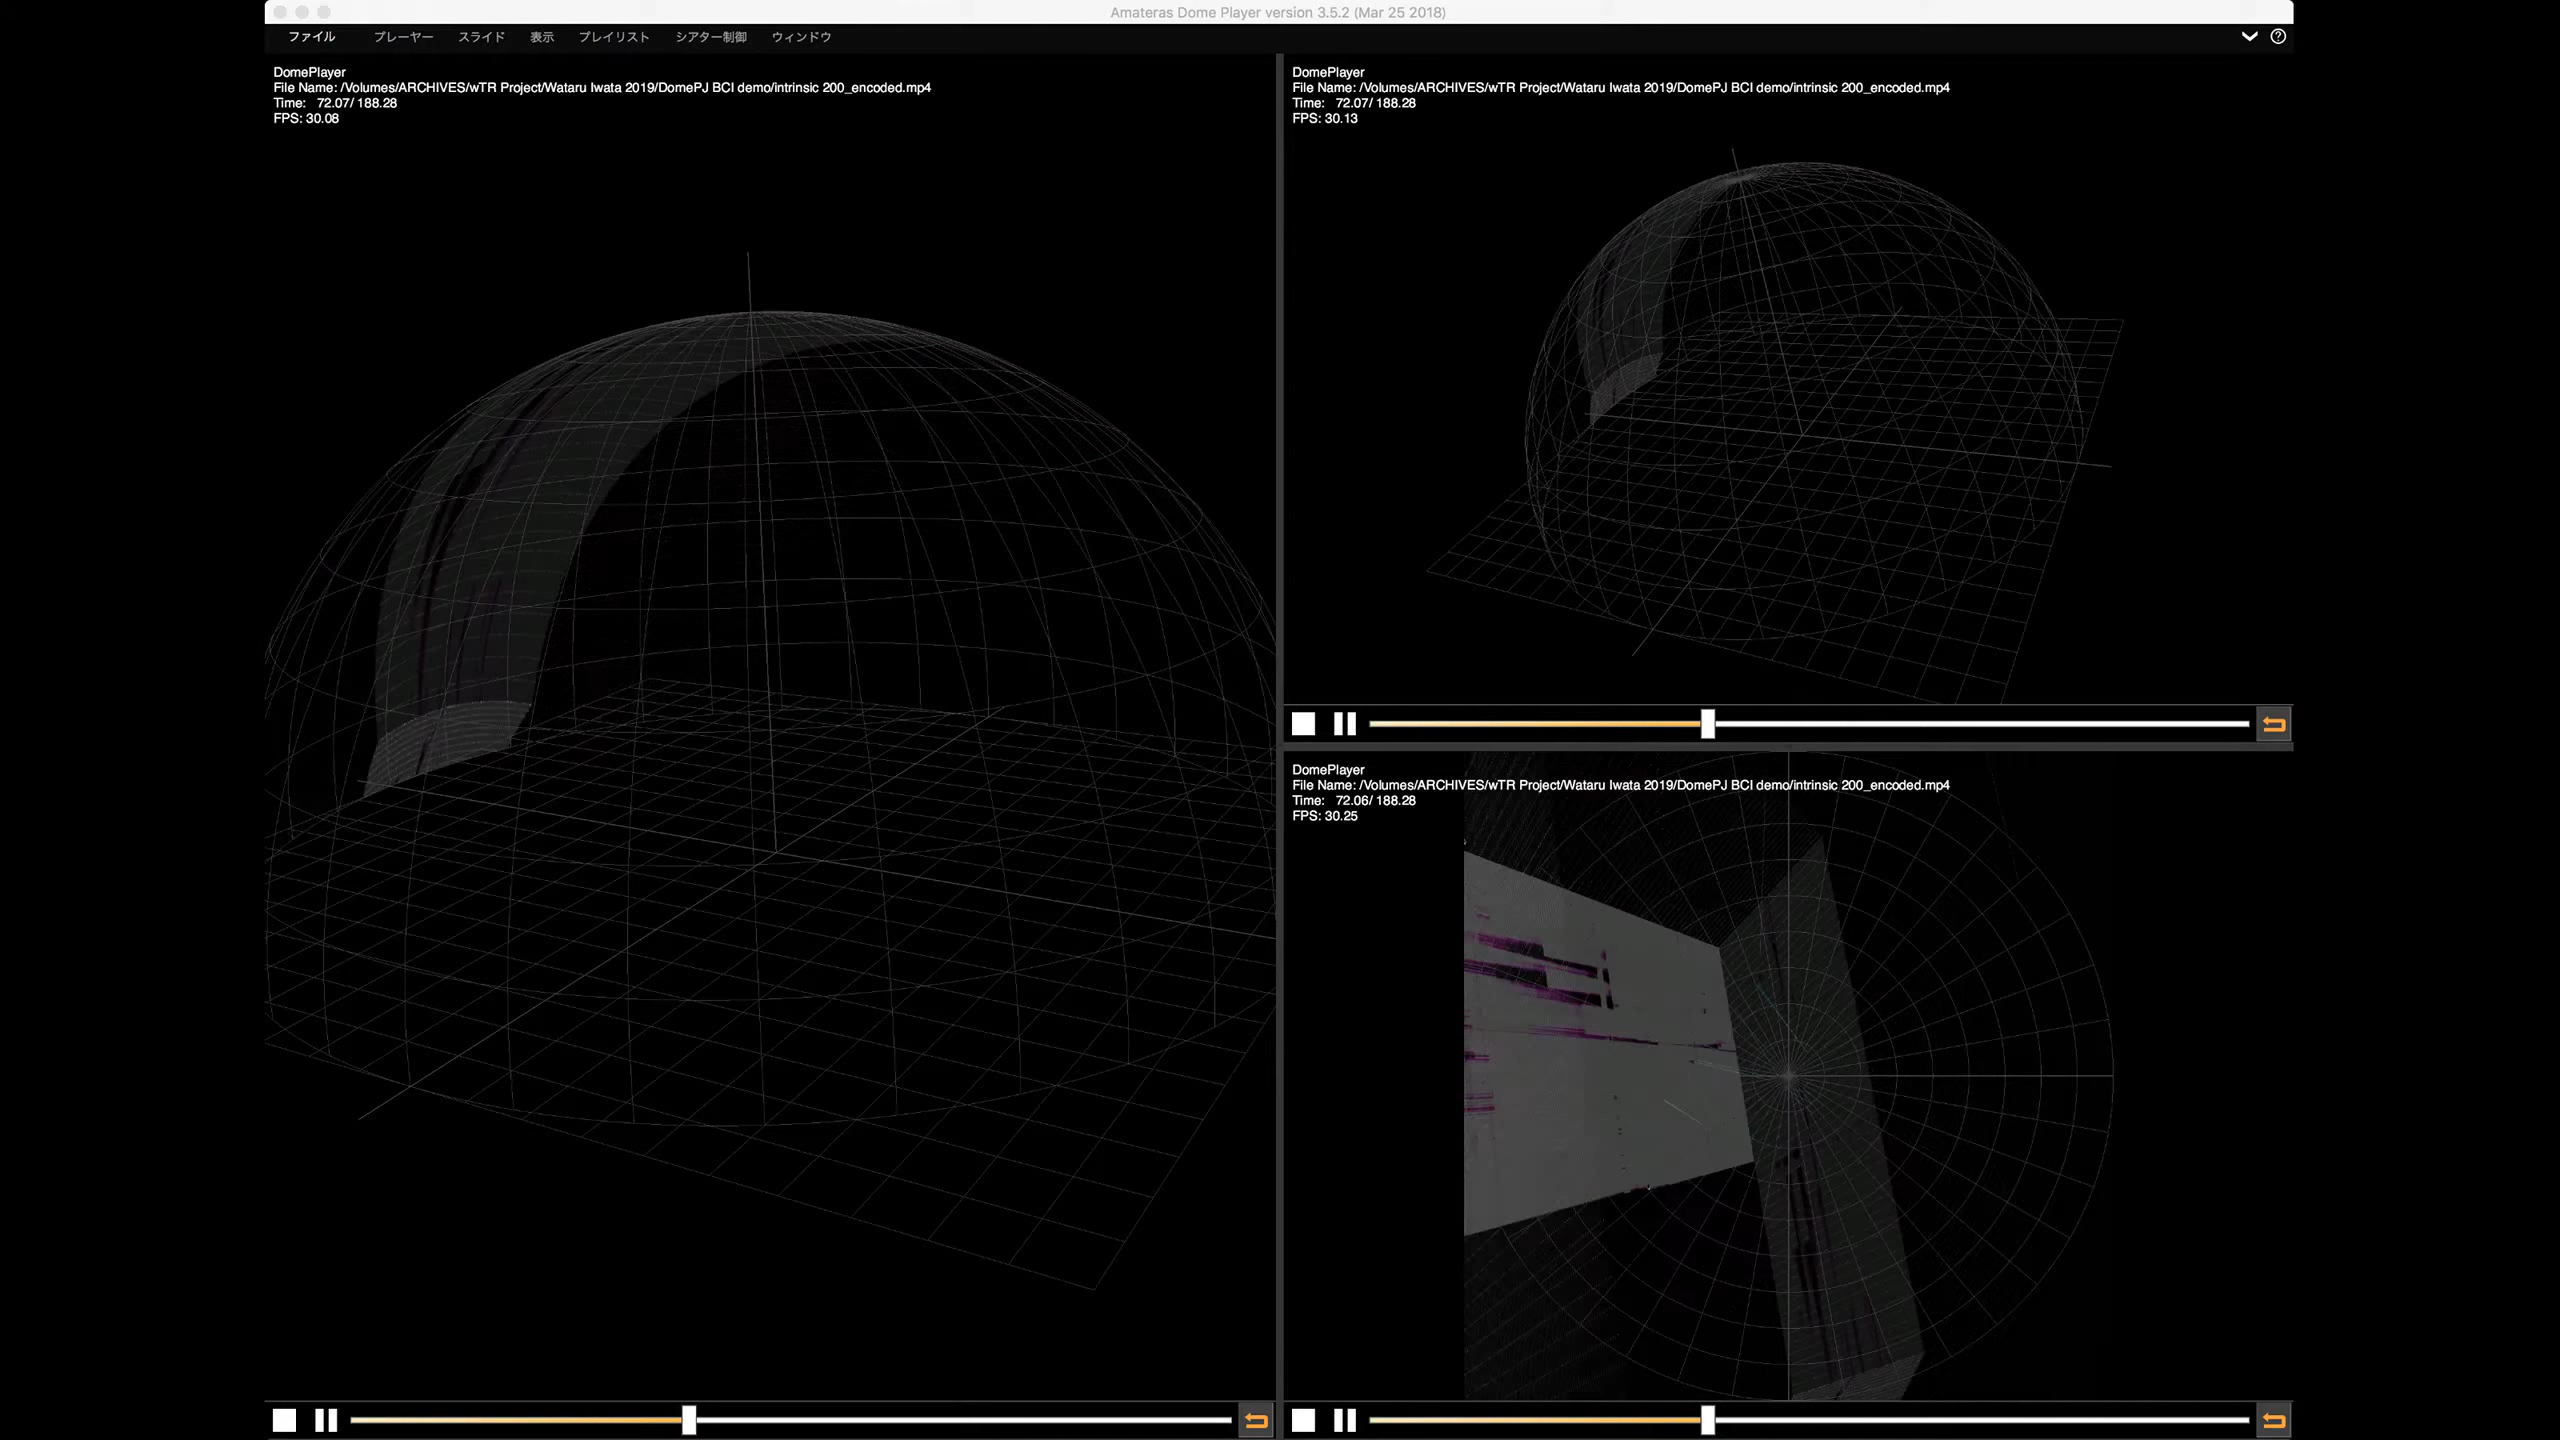 Amateras Dome Player version 3.5.2 (Mar 25 2018)
ファイル プレーヤー スライド 表示 プレイリスト シアター制御 ウィンドウ
DomePlayer
File Name: /Volumes/ARCHIVES/wTR Project/Wataru Iwata 2019/DomePJ BCI demo/intrinsic 200_encoded.mp4
Time: 72.07/ 188.28
FPS: 30.08
DomePlayer
File Name: /Volumes/ARCHIVES/wTR Project/Wataru Iwata 2019/DomePJ BCI demo/intrinsic 200_encoded.mp4
Time: 72.07/ 188.28
FPS: 30.13
DomePlayer
File Name: /Volumes/ARCHIVES/wTR Project/Wataru Iwata 2019/DomePJ BCI demo/intrinsic 200_encoded.mp4
Time: 72.06/ 188.28
FPS: 30.25